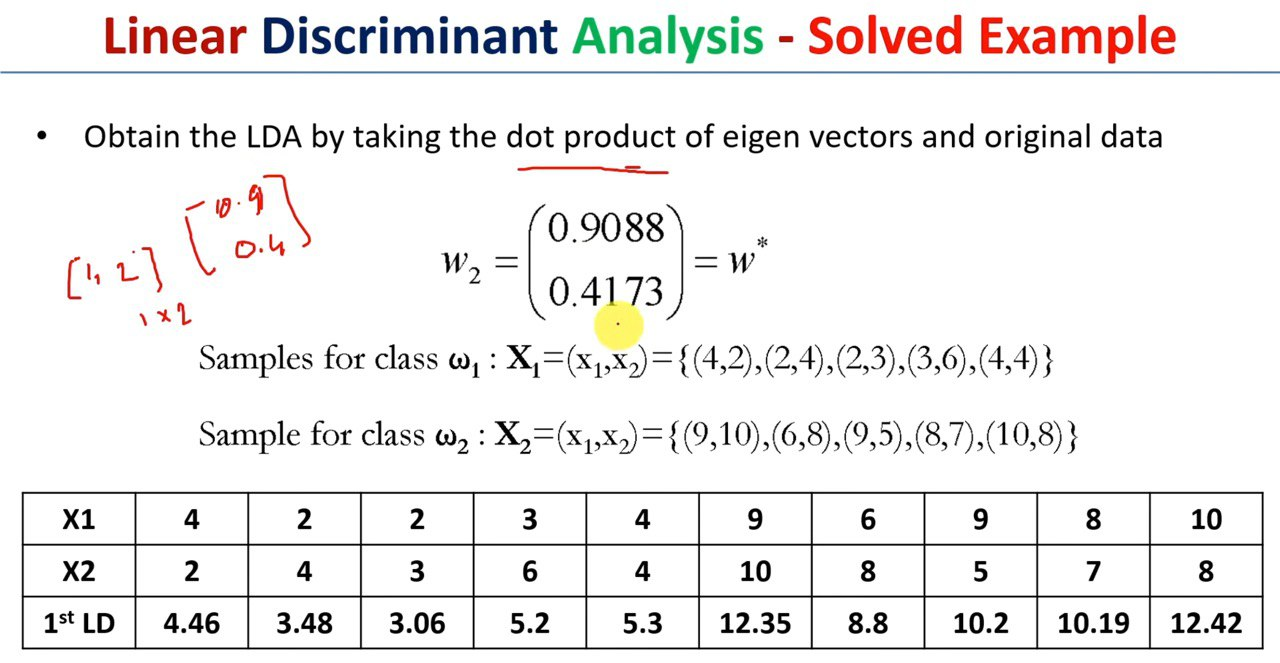 Linear Discriminant Analysis - Solved Example
• Obtain the LDA by taking the dot product of eigen vectors and original data
[1, 2] [0.9 0.4]
1 × 2
w₂ = (0.9088 0.4173) = w*
Samples for class ω₁ : X₁=(x₁,x₂)={(4,2),(2,4),(2,3),(3,6),(4,4)}
Sample for class ω₂ : X₂=(x₁,x₂)={(9,10),(6,8),(9,5),(8,7),(10,8)}
X1 4 2 2 3 4 9 6 9 8 10
X2 2 4 3 6 4 10 8 5 7 8
1st LD 4.46 3.48 3.06 5.2 5.3 12.35 8.8 10.2 10.19 12.42